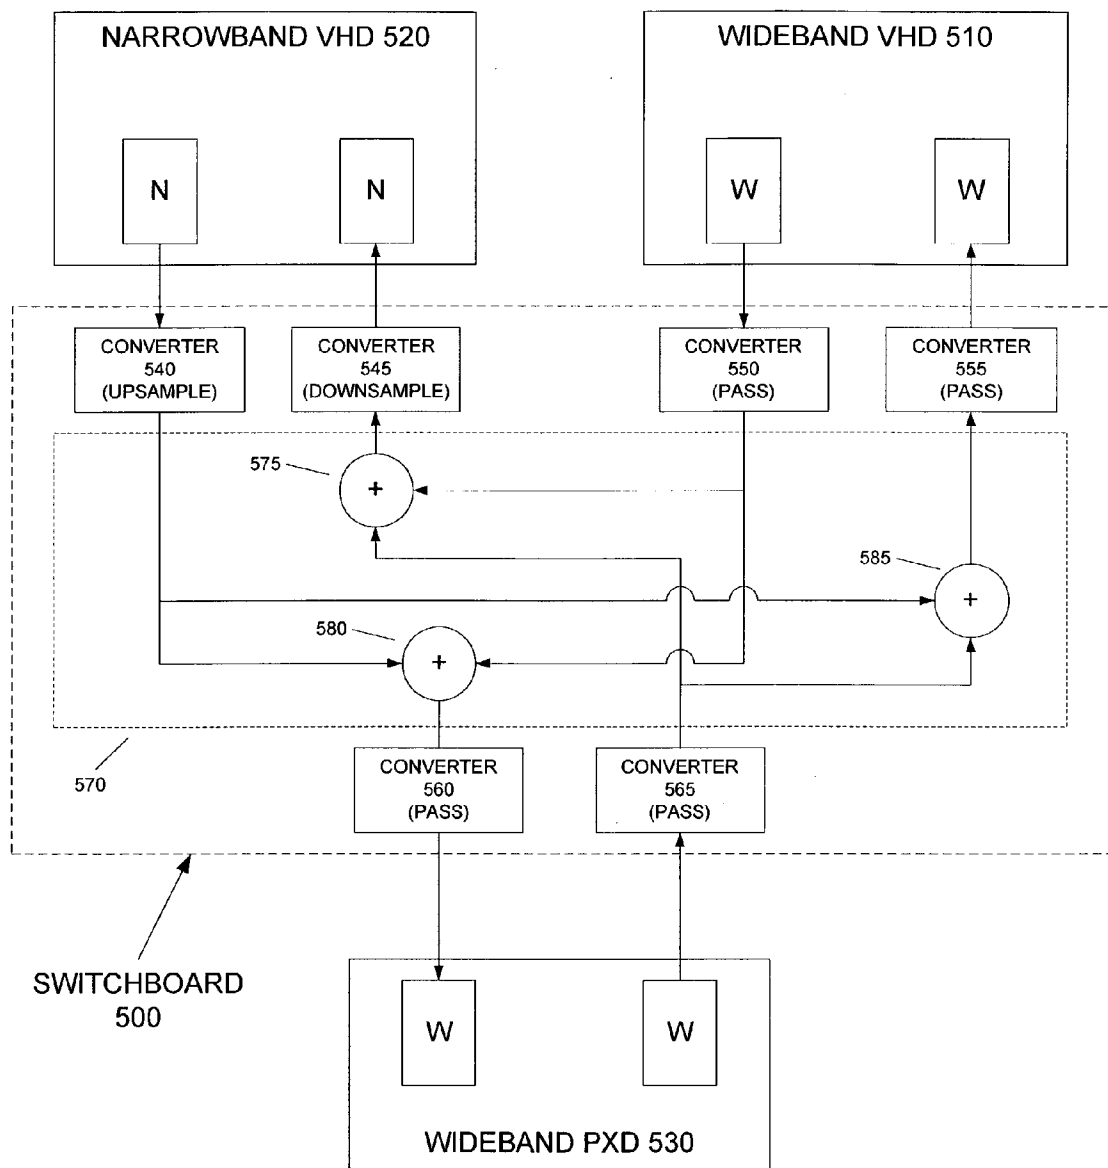 NARROWBAND VHD 520
WIDEBAND VHD 510
N
N
W
W
CONVERTER
540
(UPSAMPLE)
CONVERTER
545
(DOWNSAMPLE)
CONVERTER
550
(PASS)
CONVERTER
555
(PASS)
575
+
585
+
580
+
570
CONVERTER
560
(PASS)
CONVERTER
565
(PASS)
SWITCHBOARD
500
W
W
WIDEBAND PXD 530